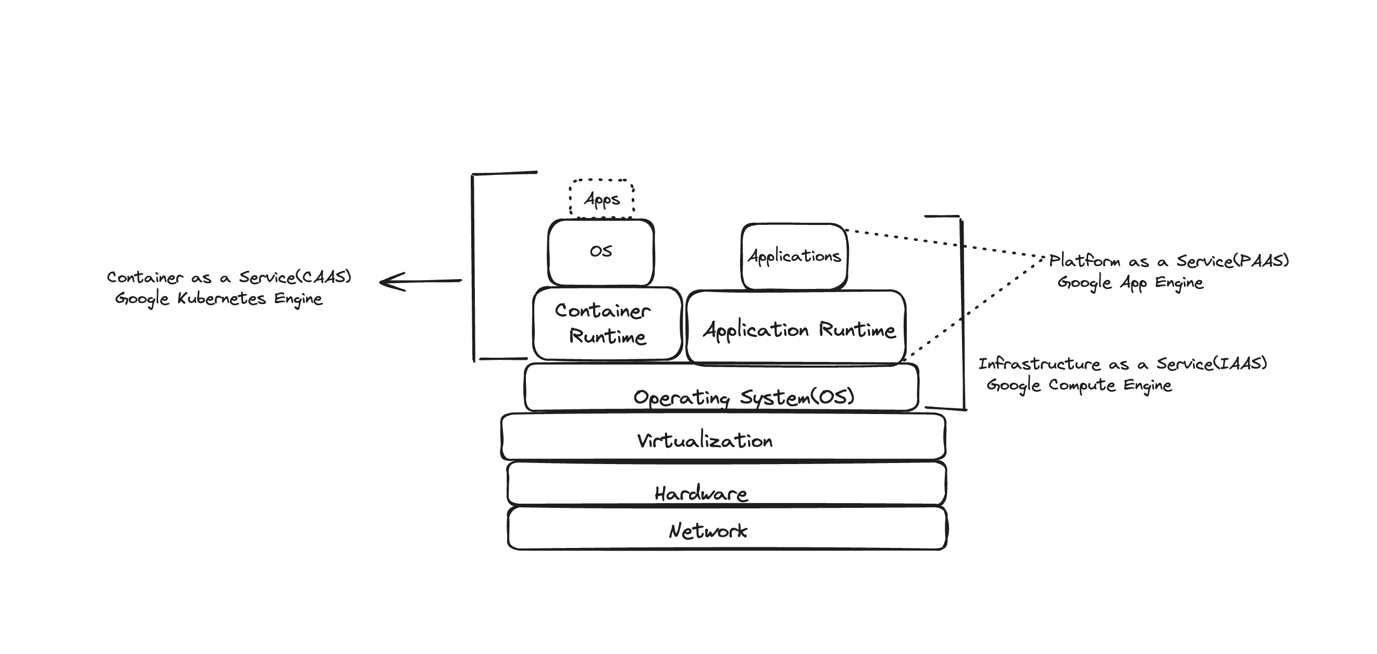 Apps
OS
Applications
Container as a Service(CAAS)
Google Kubernetes Engine
Platform as a Service(PAAS)
Google App Engine
Container
Runtime
Application Runtime
Infrastructure as a Service(IAAS)
Google Compute Engine
Operating System(OS)
Virtualization
Hardware
Network